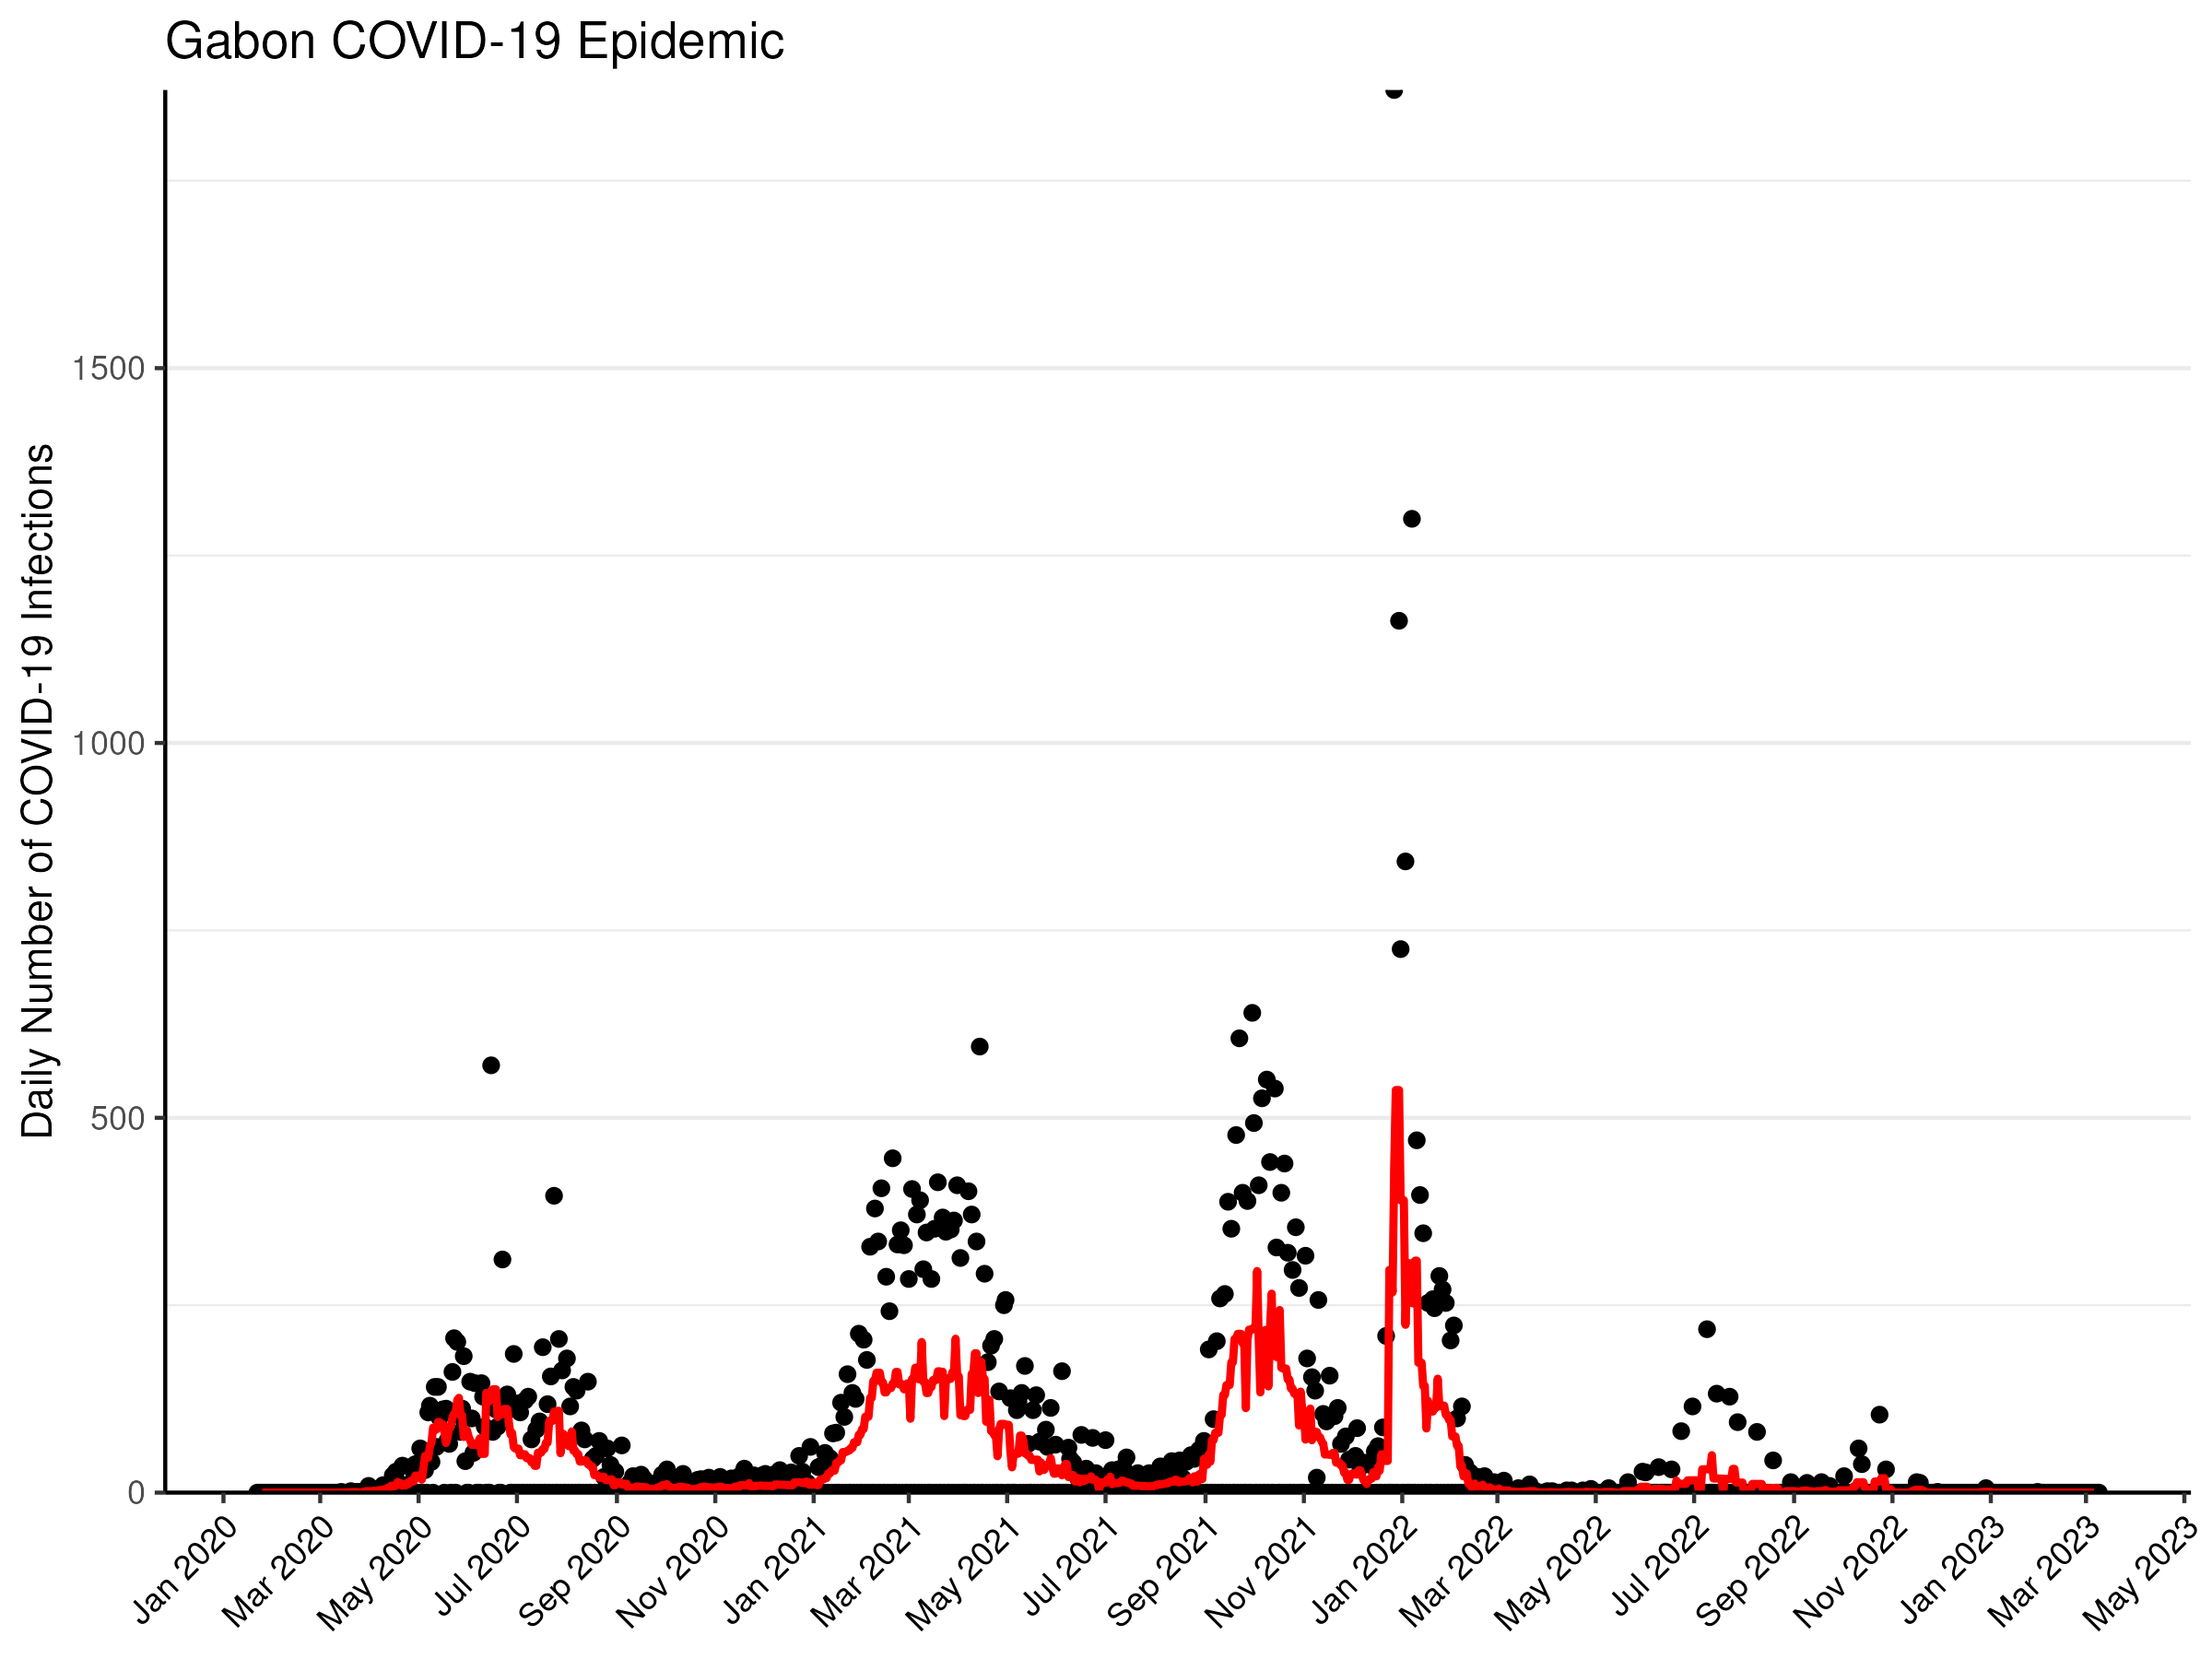 Gabon COVID-19 Epidemic
Daily Number of COVID-19 Infections
1500
1000
500
0
Jan 2020
Mar 2020
May 2020
Jul 2020
Sep 2020
Nov 2020
Jan 2021
Mar 2021
May 2021
Jul 2021
Sep 2021
Nov 2021
Jan 2022
Mar 2022
May 2022
Jul 2022
Sep 2022
Nov 2022
Jan 2023
Mar 2023
May 2023